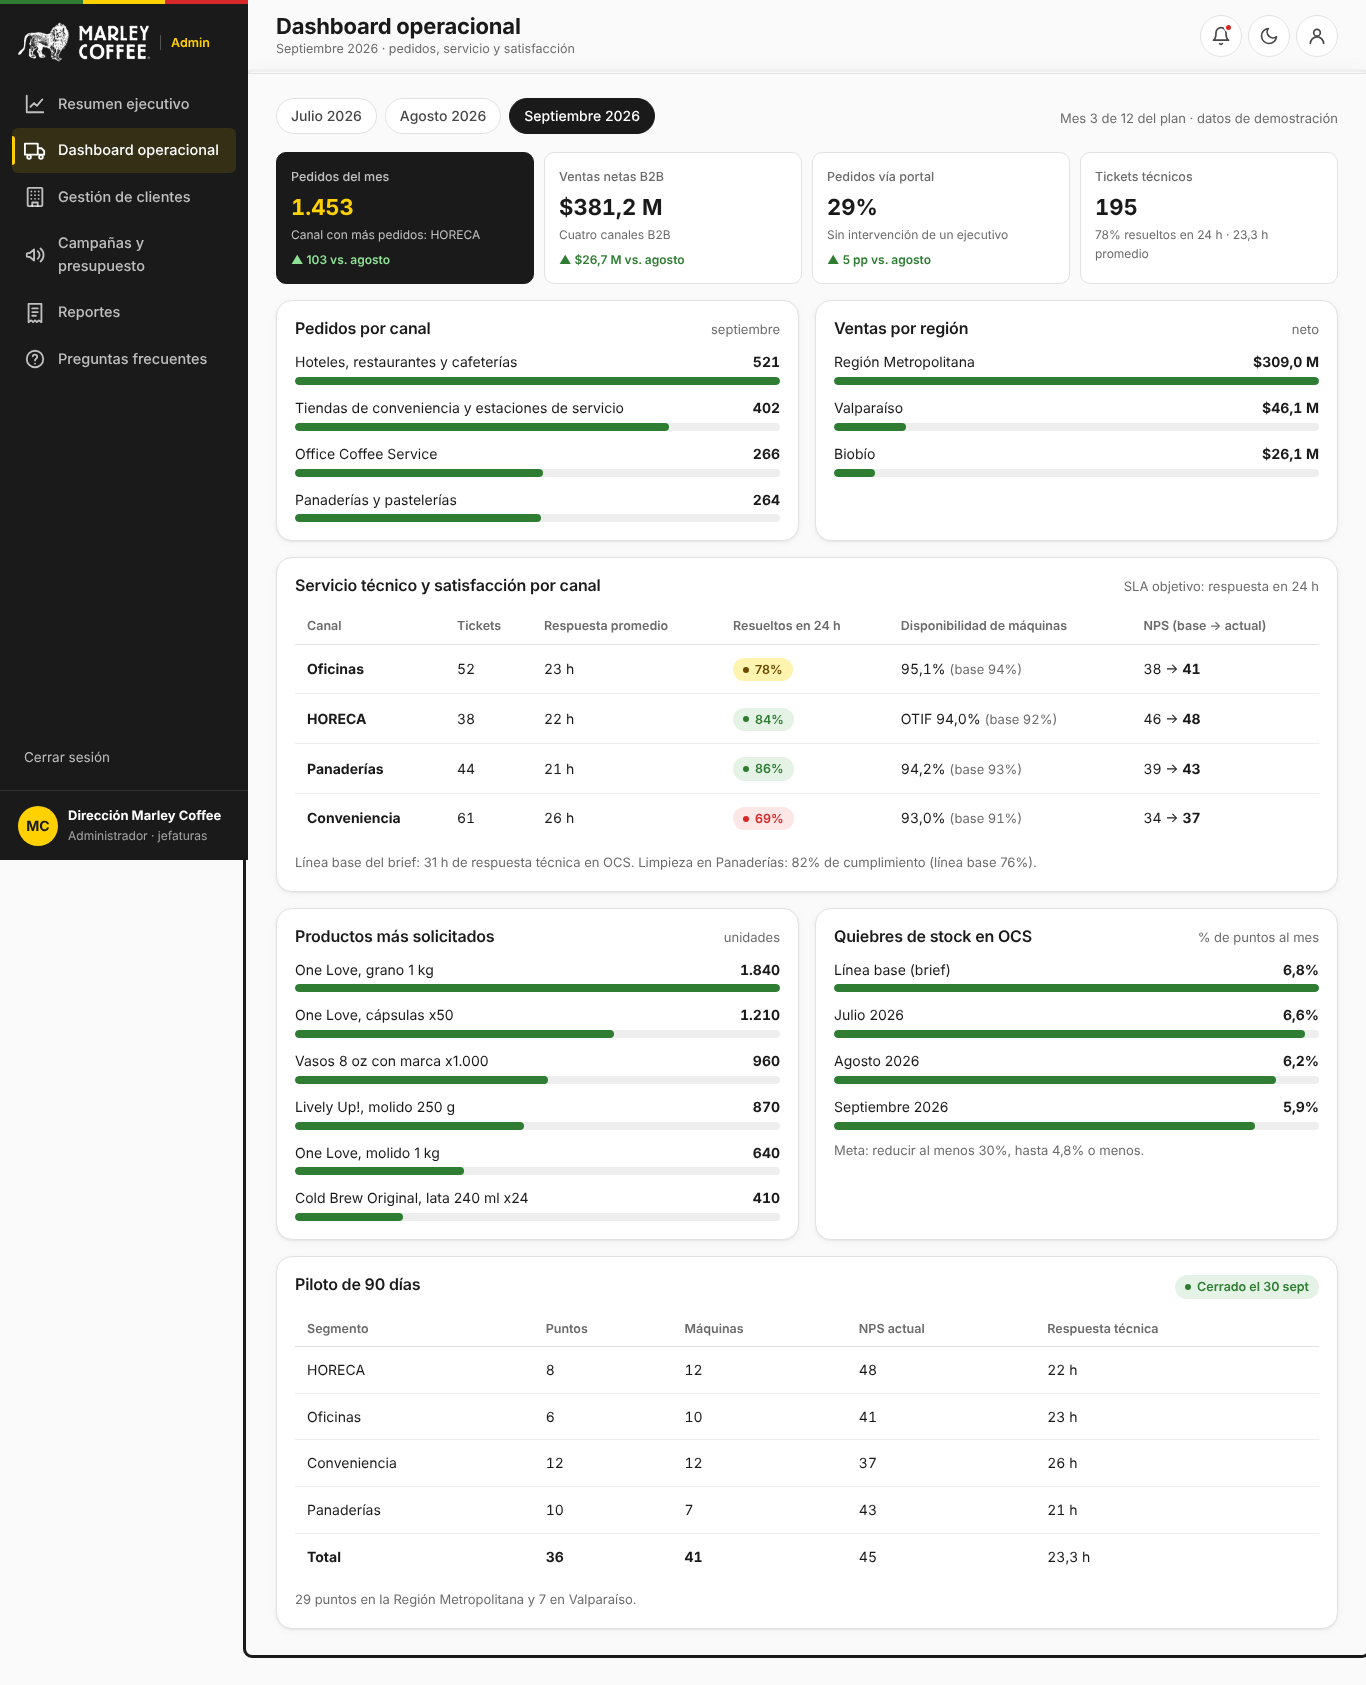 MARLEY
COFFEE
Admin
Resumen ejecutivo
Dashboard operacional
Gestión de clientes
Campañas y
presupuesto
Reportes
Preguntas frecuentes
Cerrar sesión
MC
Dirección Marley Coffee
Administrador · jefaturas
Dashboard operacional
Septiembre 2026 · pedidos, servicio y satisfacción
Julio 2026
Agosto 2026
Septiembre 2026
Mes 3 de 12 del plan · datos de demostración
Pedidos del mes
1.453
Canal con más pedidos: HORECA
▲ 103 vs. agosto
Ventas netas B2B
$381,2 M
Cuatro canales B2B
▲ $26,7 M vs. agosto
Pedidos vía portal
29%
Sin intervención de un ejecutivo
▲ 5 pp vs. agosto
Tickets técnicos
195
78% resueltos en 24 h · 23,3 h
promedio
Pedidos por canal septiembre
Hoteles, restaurantes y cafeterías 521
Tiendas de conveniencia y estaciones de servicio 402
Office Coffee Service 266
Panaderías y pastelerías 264
Ventas por región neto
Región Metropolitana $309,0 M
Valparaíso $46,1 M
Biobío $26,1 M
Servicio técnico y satisfacción por canal SLA objetivo: respuesta en 24 h
Canal Tickets Respuesta promedio Resueltos en 24 h Disponibilidad de máquinas NPS (base → actual)
Oficinas 52 23 h 78% 95,1% (base 94%) 38 → 41
HORECA 38 22 h 84% OTIF 94,0% (base 92%) 46 → 48
Panaderías 44 21 h 86% 94,2% (base 93%) 39 → 43
Conveniencia 61 26 h 69% 93,0% (base 91%) 34 → 37
Línea base del brief: 31 h de respuesta técnica en OCS. Limpieza en Panaderías: 82% de cumplimiento (línea base 76%).
Productos más solicitados unidades
One Love, grano 1 kg 1.840
One Love, cápsulas x50 1.210
Vasos 8 oz con marca x1.000 960
Lively Up!, molido 250 g 870
One Love, molido 1 kg 640
Cold Brew Original, lata 240 ml x24 410
Quiebres de stock en OCS % de puntos al mes
Línea base (brief) 6,8%
Julio 2026 6,6%
Agosto 2026 6,2%
Septiembre 2026 5,9%
Meta: reducir al menos 30%, hasta 4,8% o menos.
Piloto de 90 días Cerrado el 30 sept
Segmento Puntos Máquinas NPS actual Respuesta técnica
HORECA 8 12 48 22 h
Oficinas 6 10 41 23 h
Conveniencia 12 12 37 26 h
Panaderías 10 7 43 21 h
Total 36 41 45 23,3 h
29 puntos en la Región Metropolitana y 7 en Valparaíso.